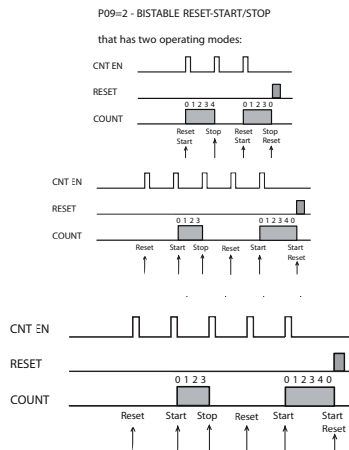 P09=2 - BISTABLE RESET-START/STOP
that has two operating modes:
CNT EN
RESET
0 1 2 3 4 0 1 2 3 0
COUNT
Reset Stop Reset Stop
Start Start Reset
CNT EN
RESET
0 1 2 3 0 1 2 3 4 0
COUNT
Reset Start Stop Reset Start Start
Reset
CNT EN
RESET
0 1 2 3 0 1 2 3 4 0
COUNT
Reset Start Stop Reset Start Start
Reset